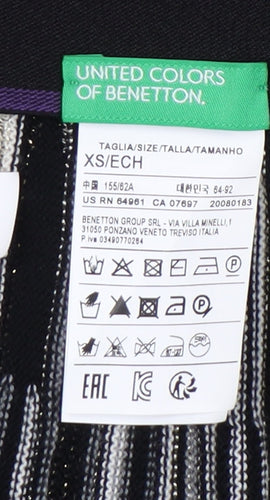 UNITED COLORS
OF BENETTON.
TAGLIA/SIZE/TALLA/TAMANHO
XS/ECH
中国 155/62A 대한민국 64-92
US RN 64961 CA 07697 20080183
BENETTON GROUP SRL - VIA VILLA MINELLI,1
31050 PONZANO VENETO TREVISO ITALIA
P.iva 03490770264
EAC